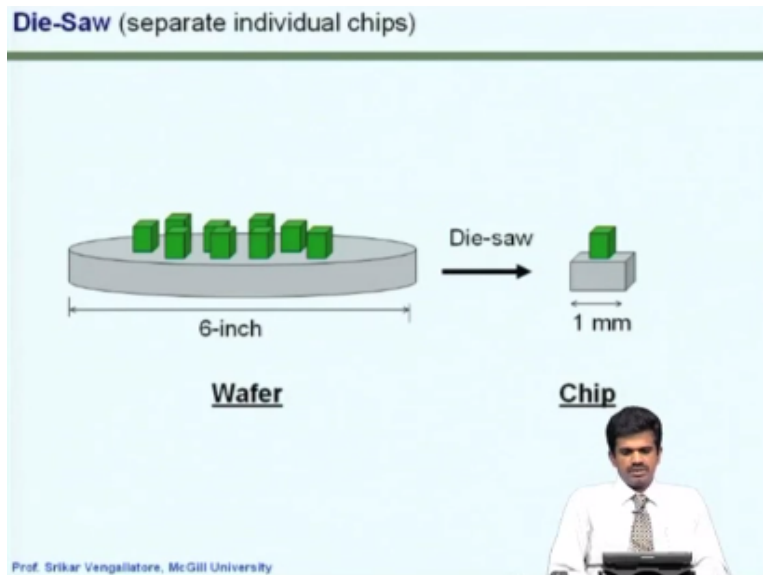 Die-Saw (separate individual chips)
Die-saw
6-inch
1 mm
Wafer
Chip
Prof. Srikar Vengallatore, McGill University